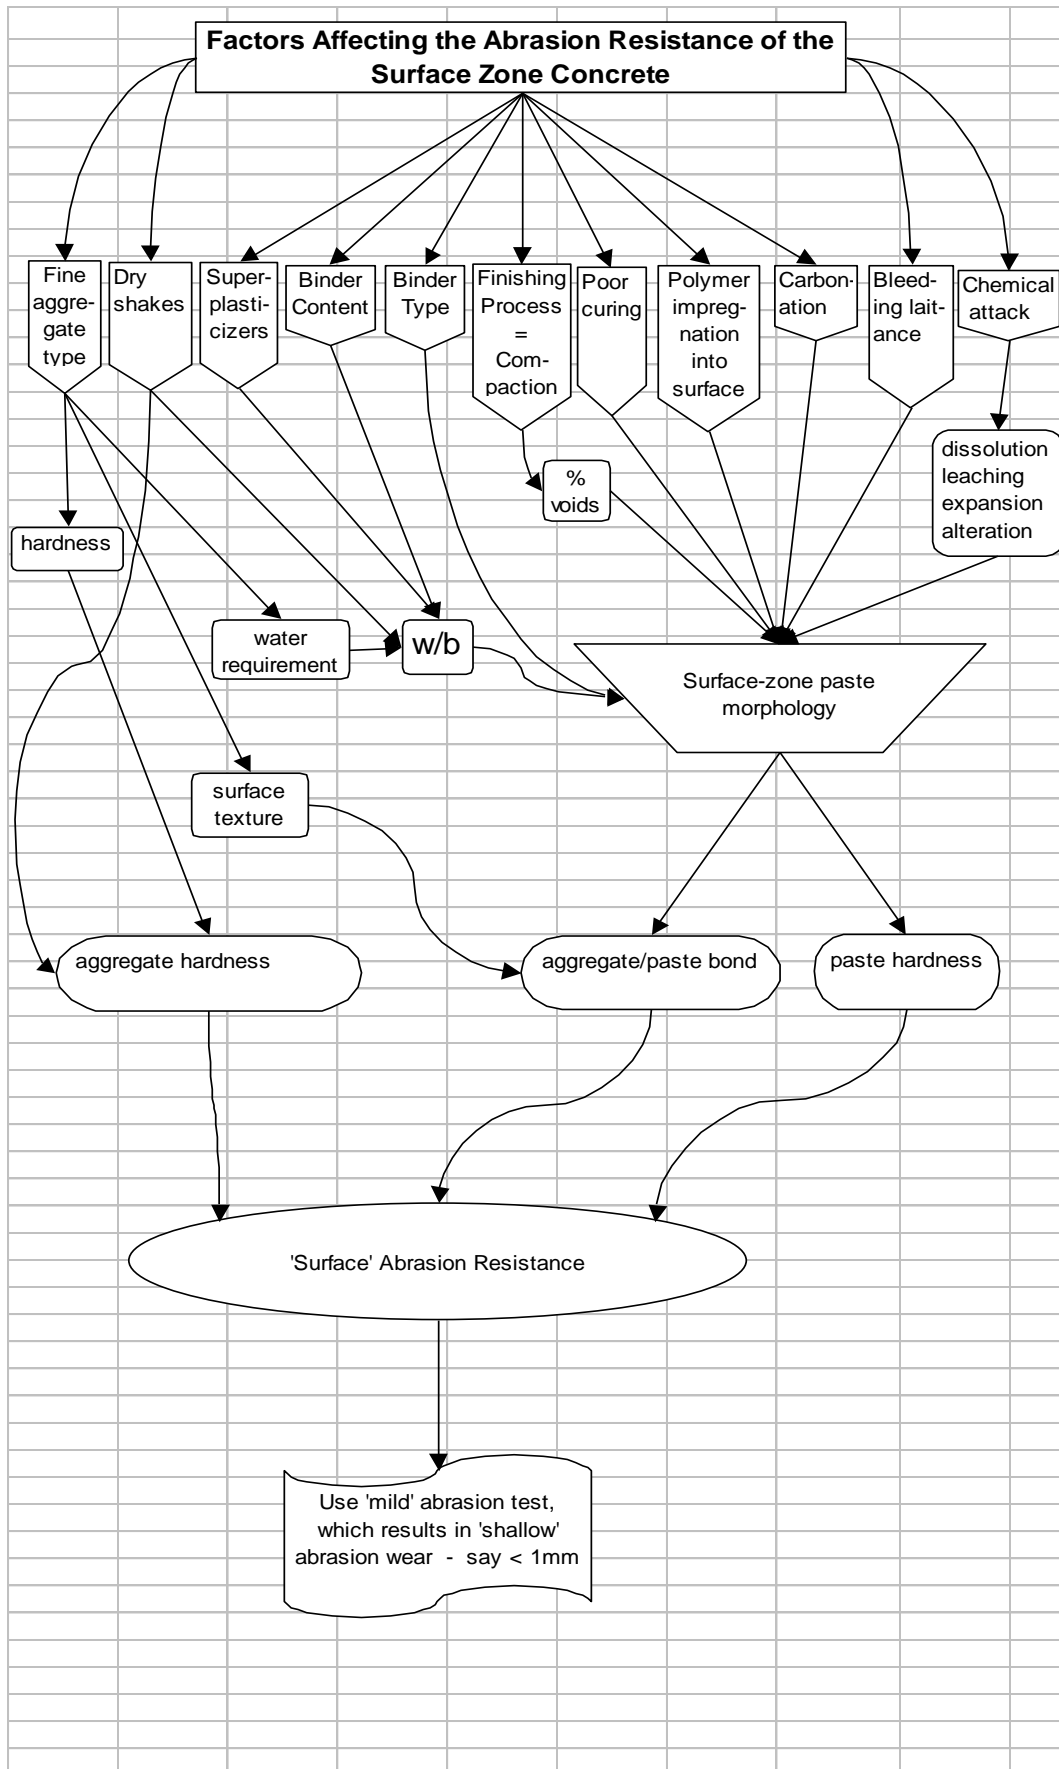 Factors Affecting the Abrasion Resistance of the
Surface Zone Concrete
Fine
aggre-
gate
type
Dry
shakes
Super-
plasti-
cizers
Binder
Content
Binder
Type
Finishing
Process
=
Com-
paction
Poor
curing
Polymer
impreg-
nation
into
surface
Carbon-
ation
Bleed-
ing lait-
ance
Chemical
attack
%
voids
dissolution
leaching
expansion
alteration
hardness
water
requirement
w/b
Surface-zone paste
morphology
surface
texture
aggregate hardness
aggregate/paste bond
paste hardness
'Surface' Abrasion Resistance
Use 'mild' abrasion test,
which results in 'shallow'
abrasion wear - say < 1mm